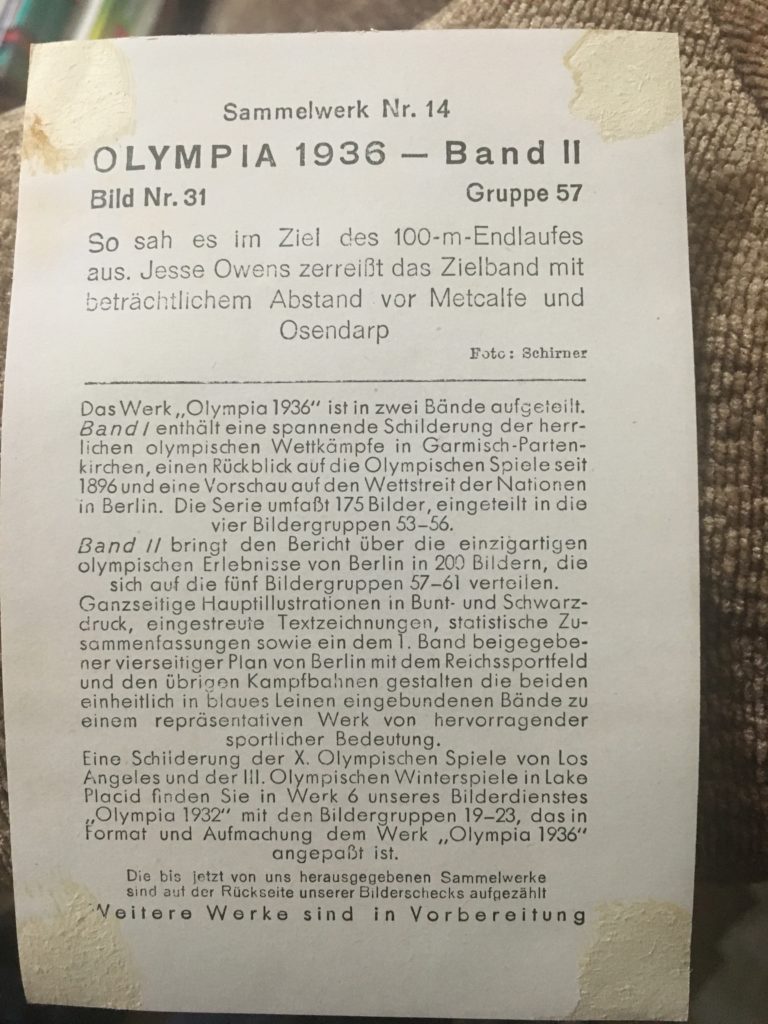 Sammelwerk Nr. 14
OLYMPIA 1936 — Band II
Bild Nr. 31 Gruppe 57
So sah es im Ziel des 100-m-Endlaufes
aus. Jesse Owens zerreißt das Zielband mit
beträchtlichem Abstand vor Metcalfe und
Osendarp
Foto: Schirner
Das Werk „Olympia 1936“ ist in zwei Bände aufgeteilt.
Band I enthält eine spannende Schilderung der herr-
lichen olympischen Wettkämpfe in Garmisch-Parten-
kirchen, einen Rückblick auf die Olympischen Spiele seit
1896 und eine Vorschau auf den Wettstreit der Nationen
in Berlin. Die Serie umfaßt 175 Bilder, eingeteilt in die
vier Bildergruppen 53–56.
Band II bringt den Bericht über die einzigartigen
olympischen Erlebnisse von Berlin in 200 Bildern, die
sich auf die fünf Bildergruppen 57–61 verteilen.
Ganzseitige Hauptillustrationen in Bunt- und Schwarz-
druck, eingestreute Textzeichnungen, statistische Zu-
sammenfassungen sowie ein dem 1. Band beigegebe-
ner vierseitiger Plan von Berlin mit dem Reichssportfeld
und den übrigen Kampfbahnen gestalten die beiden
einheitlich in blaues Leinen eingebundenen Bände zu
einem repräsentativen Werk von hervorragender
sportlicher Bedeutung.
Eine Schilderung der X. Olympischen Spiele von Los
Angeles und der III. Olympischen Winterspiele in Lake
Placid finden Sie in Werk 6 unseres Bilderdienstes
„Olympia 1932“ mit den Bildergruppen 19–23, das in
Format und Aufmachung dem Werk „Olympia 1936“
angepaßt ist.
Die bis jetzt von uns herausgegebenen Sammelwerke
sind auf der Rückseite unserer Bilderschecks aufgezählt
Weitere Werke sind in Vorbereitung